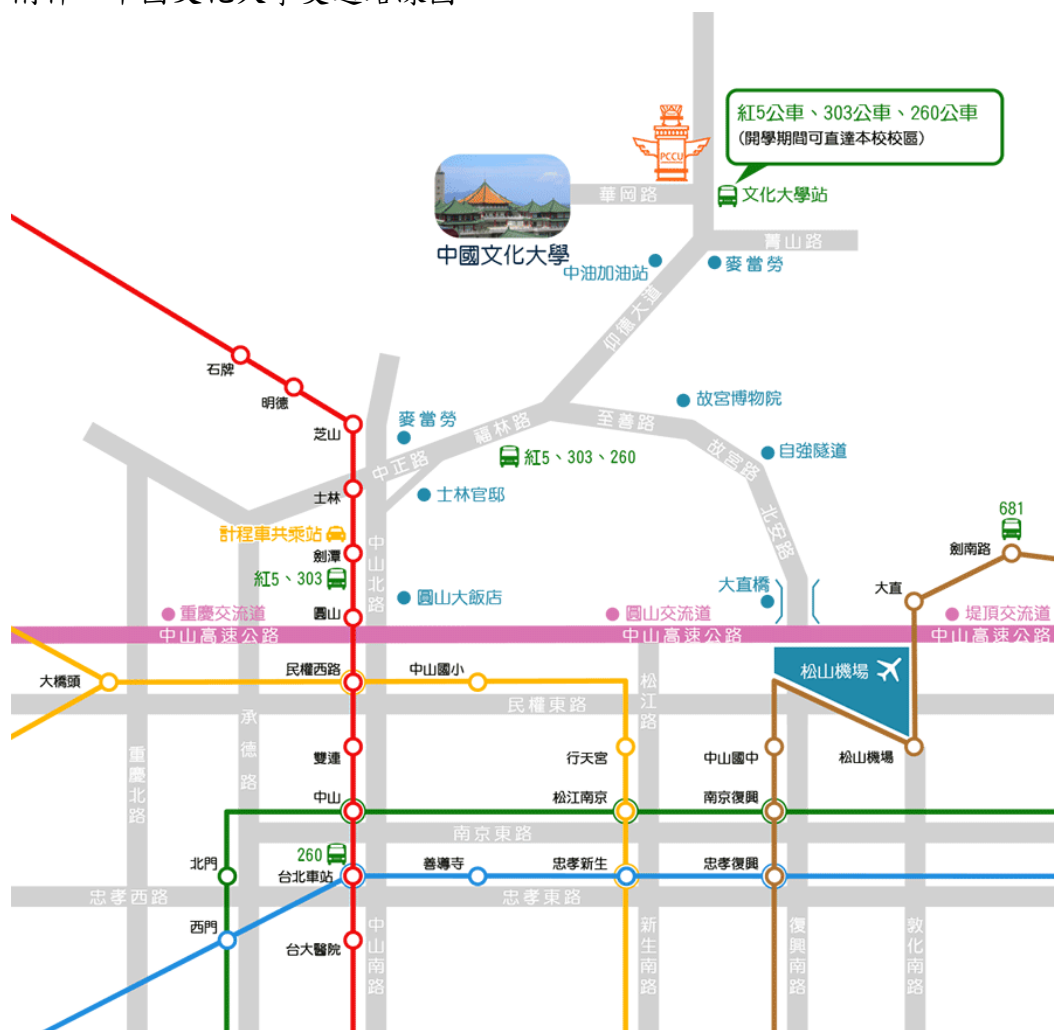 紅5公車、303公車、260公車
(開學期間可直達本校校區)
PCCU
華岡路
文化大學站
中國文化大學
菁山路
中油加油站
麥當勞
仰德大道
石牌
明德
芝山
麥當勞
福林路
至善路
故宮博物院
中正路
紅5、303、260
故宮路
自強隧道
士林
士林官邸
計程車共乘站
劍潭
中山北路
北安路
681
劍南路
紅5、303
圓山大飯店
大直橋
大直
重慶交流道
圓山
圓山交流道
堤頂交流道
中山高速公路
中山高速公路
中山高速公路
大橋頭
民權西路
中山國小
松江路
松山機場
民權東路
承德路
重慶北路
雙連
行天宮
中山國中
松山機場
中山
松江南京
南京復興
南京東路
北門
260
台北車站
善導寺
忠孝新生
忠孝復興
忠孝西路
忠孝東路
西門
台大醫院
中山南路
新生南路
復興南路
敦化南路